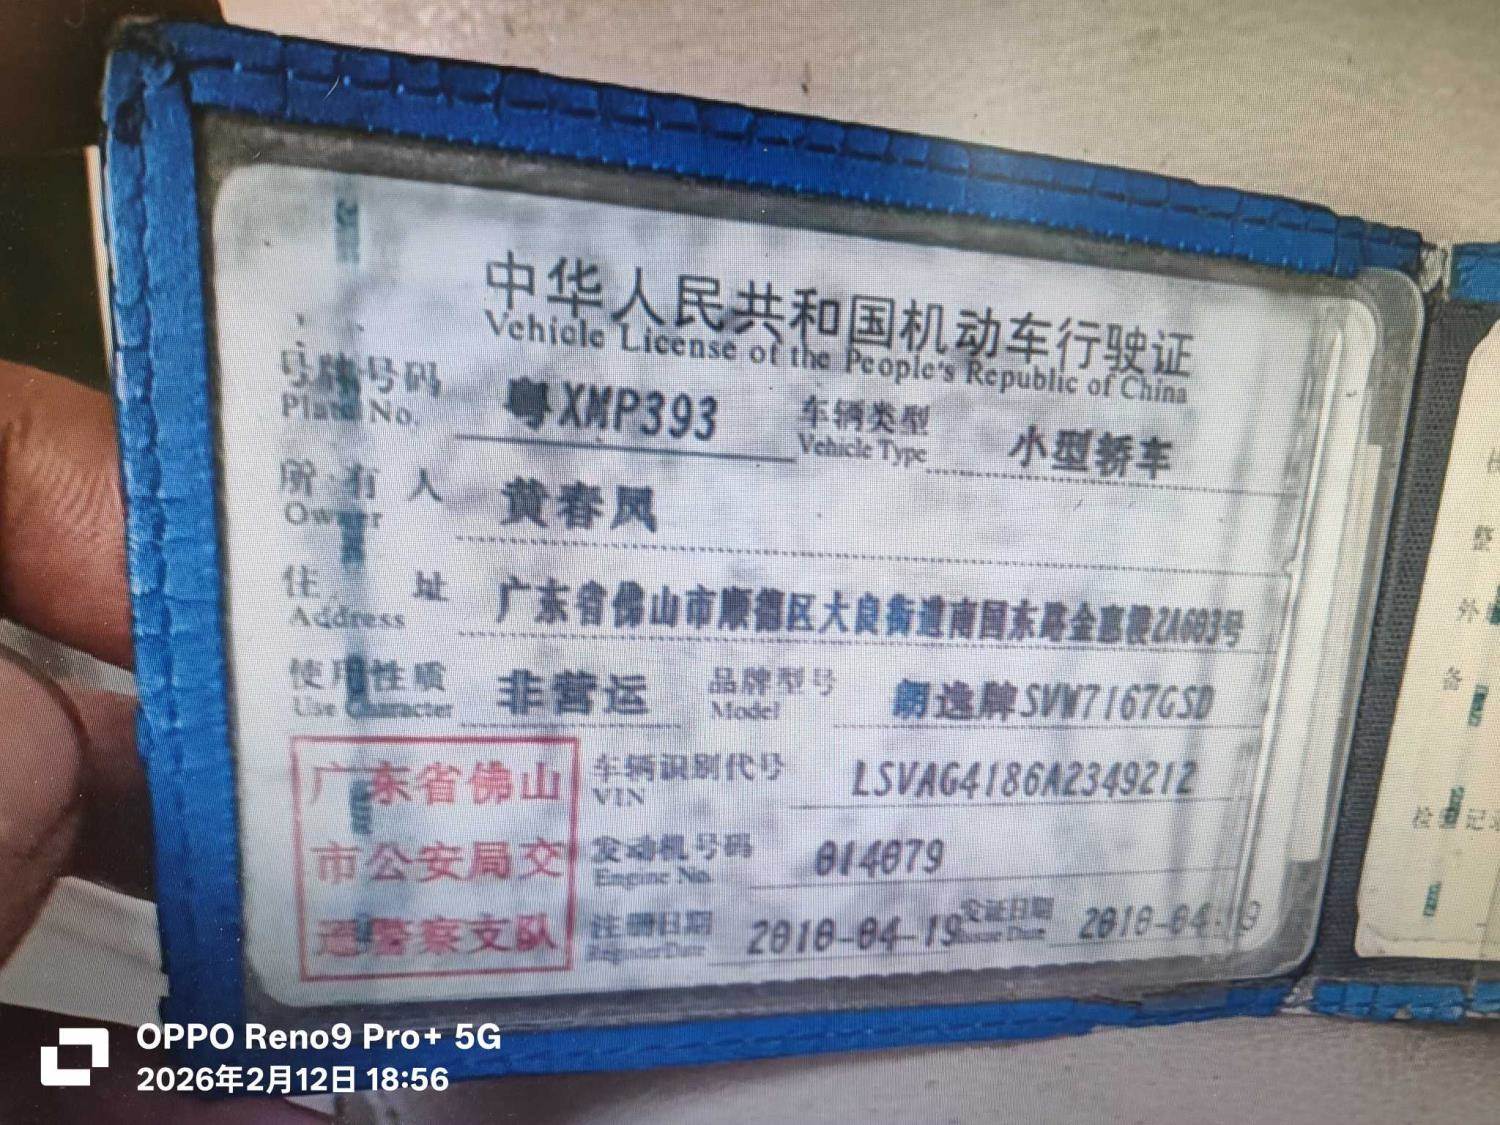 中华人民共和国机动车行驶证
Vehicle License of the People's Republic of China
号牌号码 粤XMP393 车辆类型 小型轿车
Plate No. Vehicle Type
所有人 黄春风
Owner
住址 广东省佛山市顺德区大良街道南国东路金惠楼2A603号
Address
使用性质 非营运 品牌型号 朗逸牌SVW7167GSD
Use Character Model
广东省佛山 车辆识别代号 LSVAG4186A2349212
VIN
市公安局交 发动机号码 014079
Engine No.
通警察支队 注册日期 2010-04-19 发证日期 2010-04-19
Register Date Issue Date
OPPO Reno9 Pro+ 5G
2026年2月12日 18:56